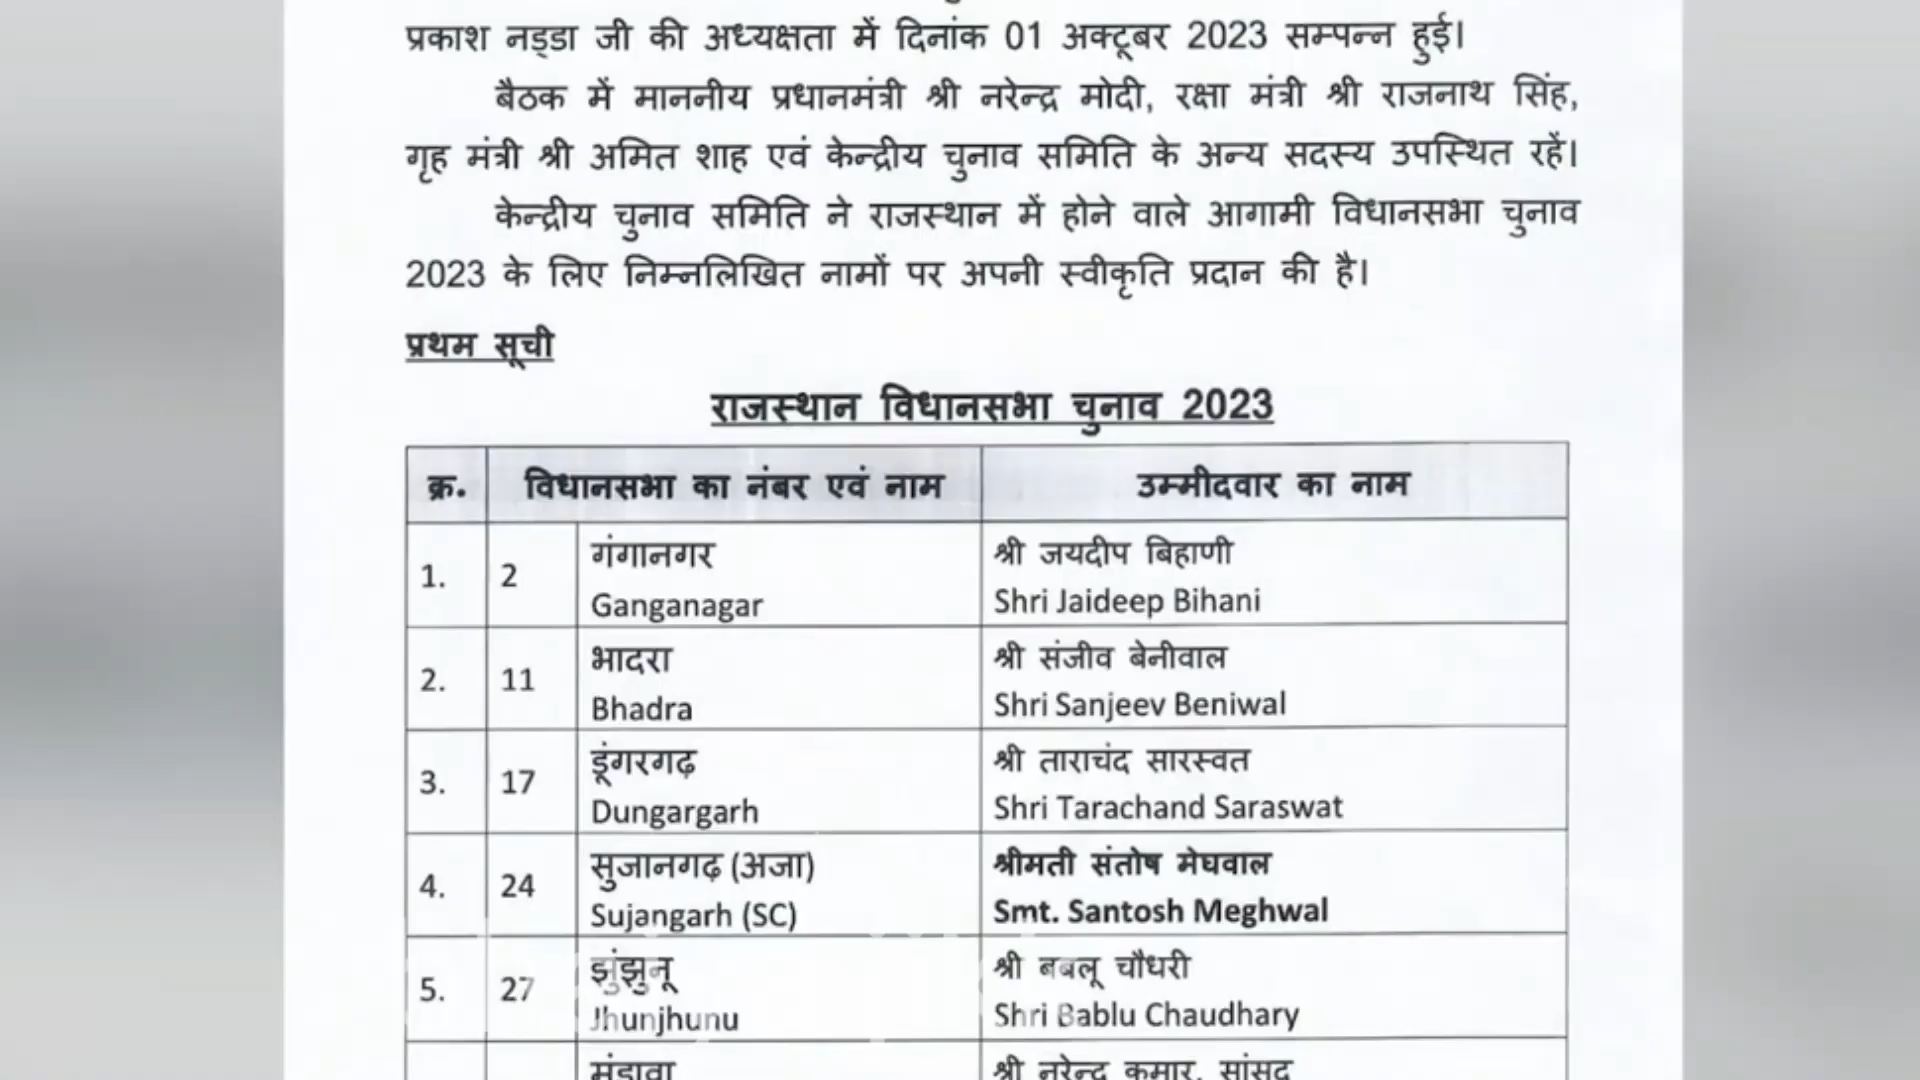 प्रकाश नड्डा जी की अध्यक्षता में दिनांक 01 अक्टूबर 2023 सम्पन्न हुई।
बैठक में माननीय प्रधानमंत्री श्री नरेन्द्र मोदी, रक्षा मंत्री श्री राजनाथ सिंह,
गृह मंत्री श्री अमित शाह एवं केन्द्रीय चुनाव समिति के अन्य सदस्य उपस्थित रहें।
केन्द्रीय चुनाव समिति ने राजस्थान में होने वाले आगामी विधानसभा चुनाव
2023 के लिए निम्नलिखित नामों पर अपनी स्वीकृति प्रदान की है।
प्रथम सूची
राजस्थान विधानसभा चुनाव 2023
क्र. विधानसभा का नंबर एवं नाम उम्मीदवार का नाम
1. 2 गंगानगर श्री जयदीप बिहाणी
Ganganagar Shri Jaideep Bihani
2. 11 भादरा श्री संजीव बेनीवाल
Bhadra Shri Sanjeev Beniwal
3. 17 डूंगरगढ़ श्री ताराचंद सारस्वत
Dungargarh Shri Tarachand Saraswat
4. 24 सुजानगढ़ (अजा) श्रीमती संतोष मेघवाल
Sujangarh (SC) Smt. Santosh Meghwal
5. 27 झुंझुनू श्री बबलू चौधरी
Jhunjhunu Shri Bablu Chaudhary
मंडावा श्री नरेन्द्र कुमार, सांसद